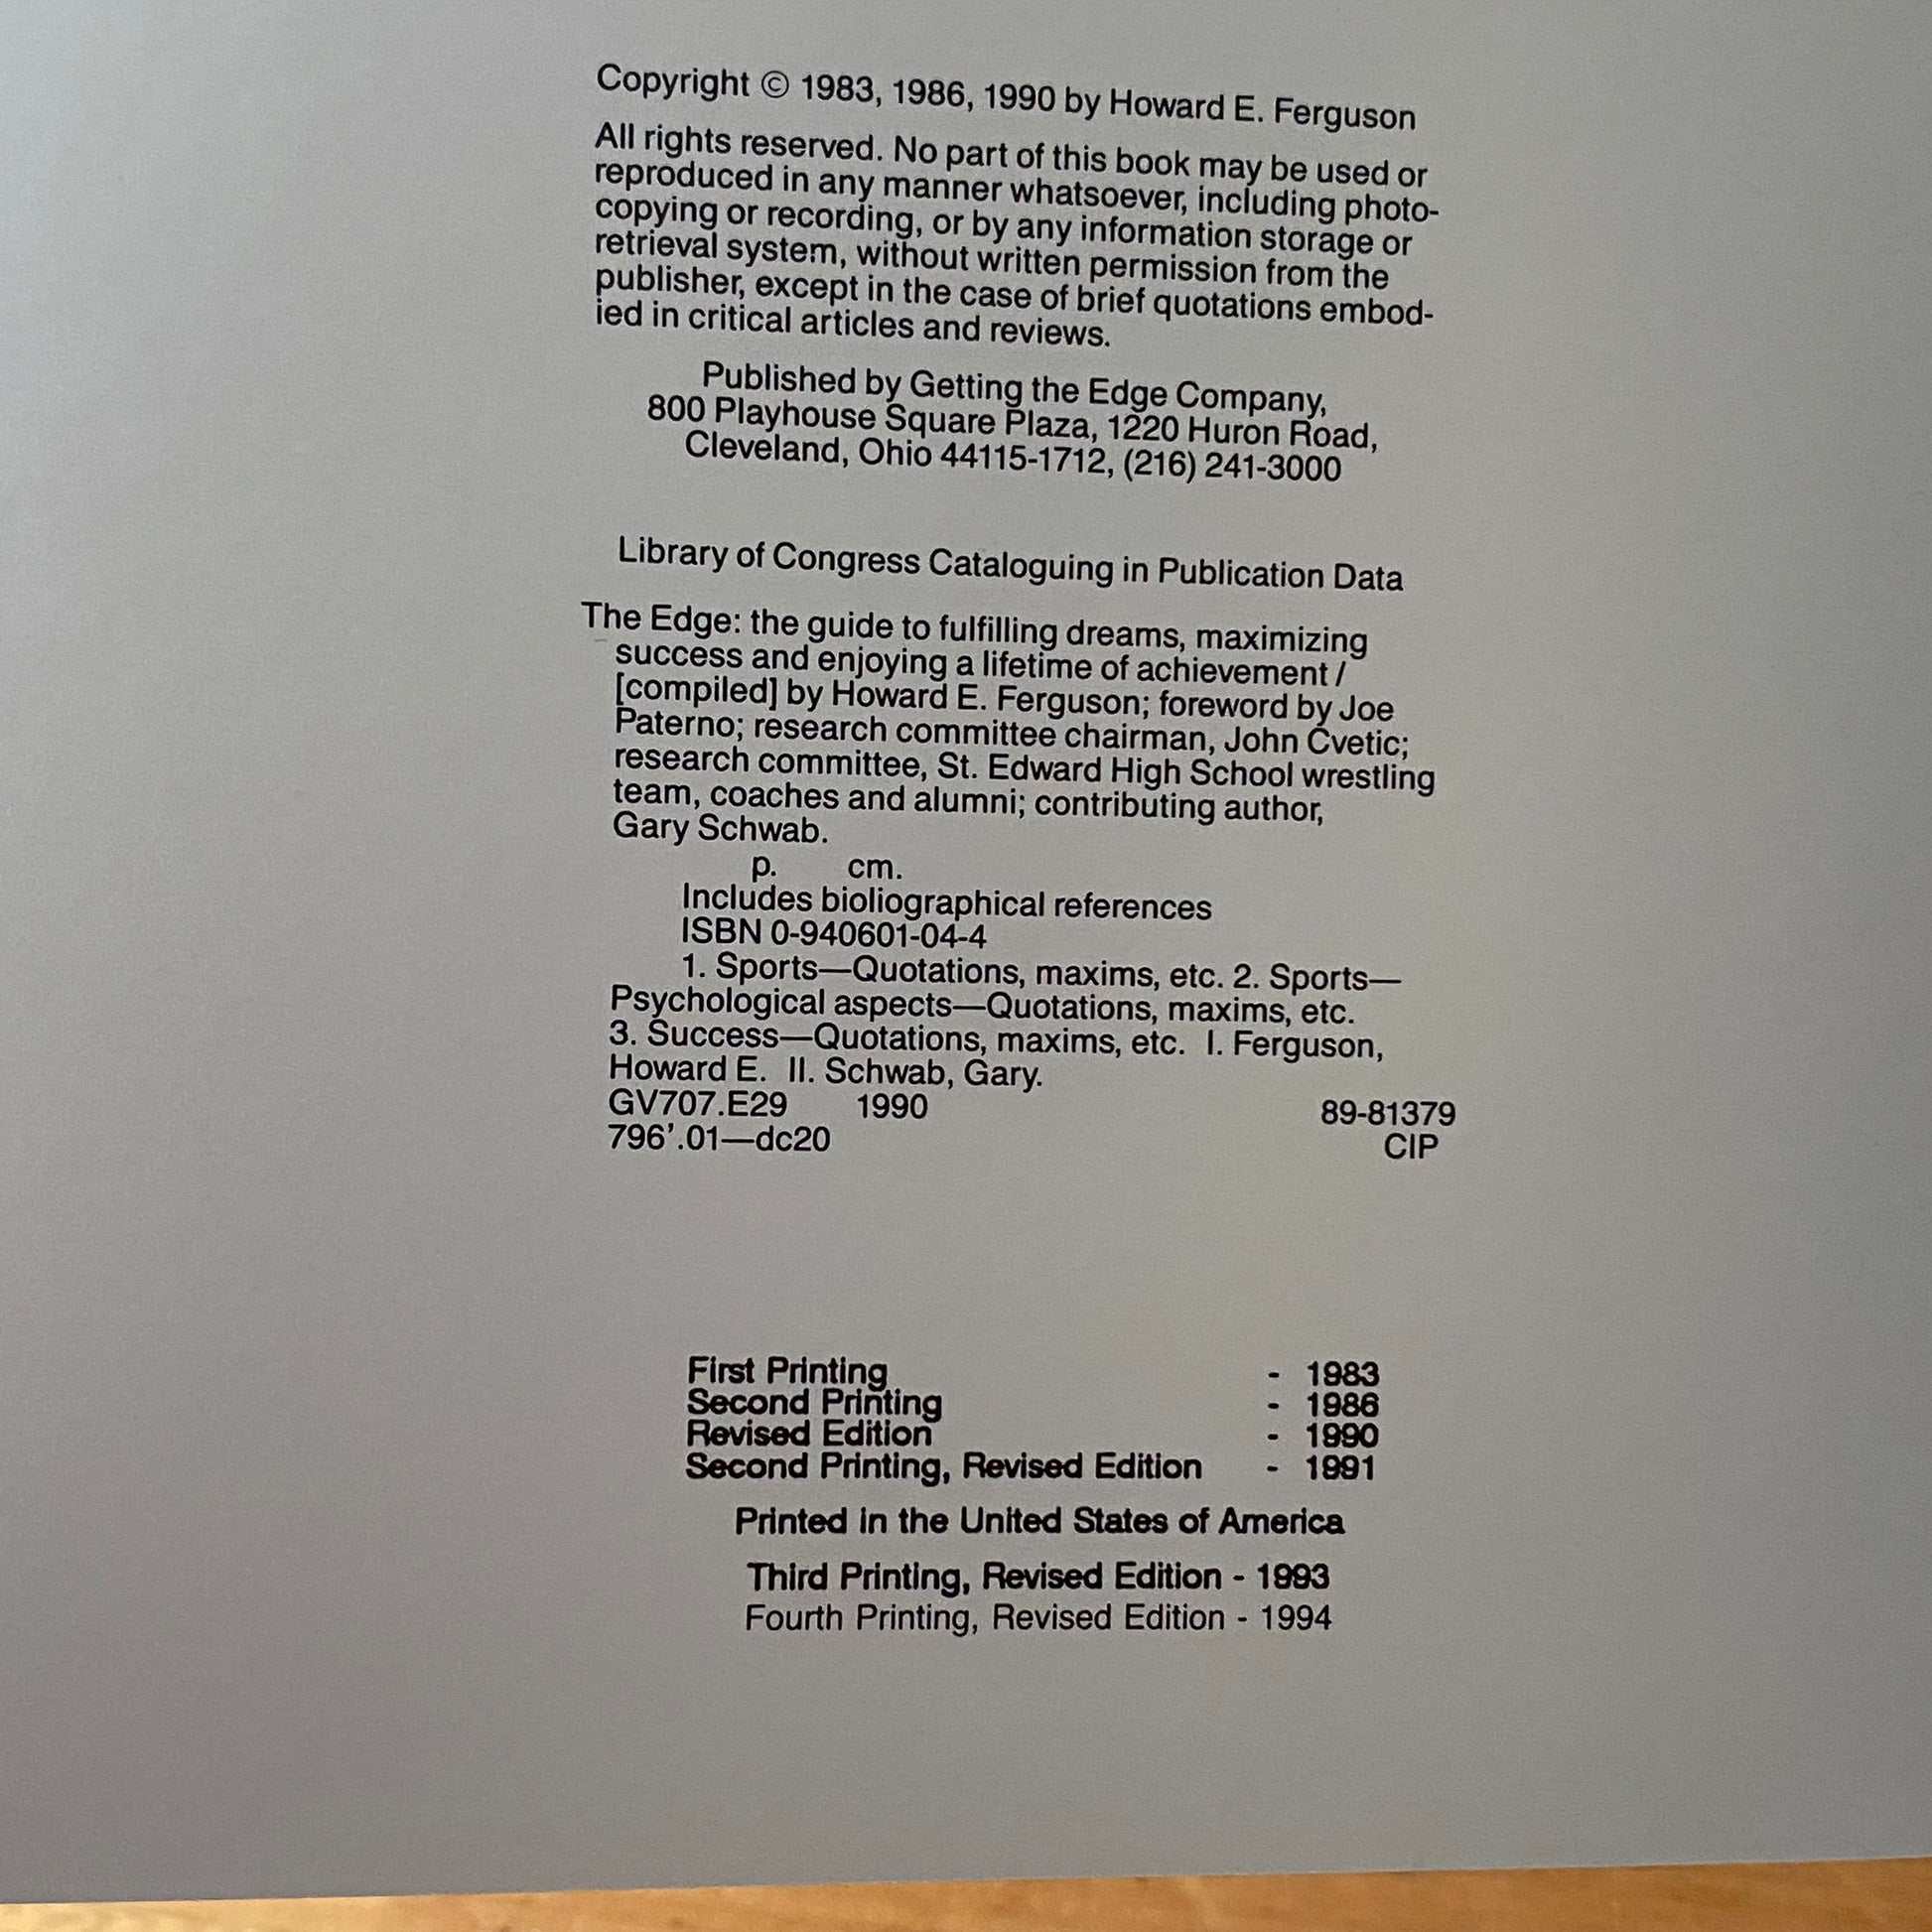 Copyright © 1983, 1986, 1990 by Howard E. Ferguson
All rights reserved. No part of this book may be used or
reproduced in any manner whatsoever, including photo-
copying or recording, or by any information storage or
retrieval system, without written permission from the
publisher, except in the case of brief quotations embod-
ied in critical articles and reviews.
Published by Getting the Edge Company,
800 Playhouse Square Plaza, 1220 Huron Road,
Cleveland, Ohio 44115-1712, (216) 241-3000
Library of Congress Cataloguing in Publication Data
The Edge: the guide to fulfilling dreams, maximizing
success and enjoying a lifetime of achievement /
[compiled] by Howard E. Ferguson; foreword by Joe
Paterno; research committee chairman, John Cvetic;
research committee, St. Edward High School wrestling
team, coaches and alumni; contributing author,
Gary Schwab.
p. cm.
Includes bioliographical references
ISBN 0-940601-04-4
1. Sports—Quotations, maxims, etc. 2. Sports—
Psychological aspects—Quotations, maxims, etc.
3. Success—Quotations, maxims, etc. I. Ferguson,
Howard E. II. Schwab, Gary.
GV707.E29 1990 89-81379
796'.01—dc20 CIP
First Printing - 1983
Second Printing - 1986
Revised Edition - 1990
Second Printing, Revised Edition - 1991
Printed in the United States of America
Third Printing, Revised Edition - 1993
Fourth Printing, Revised Edition - 1994